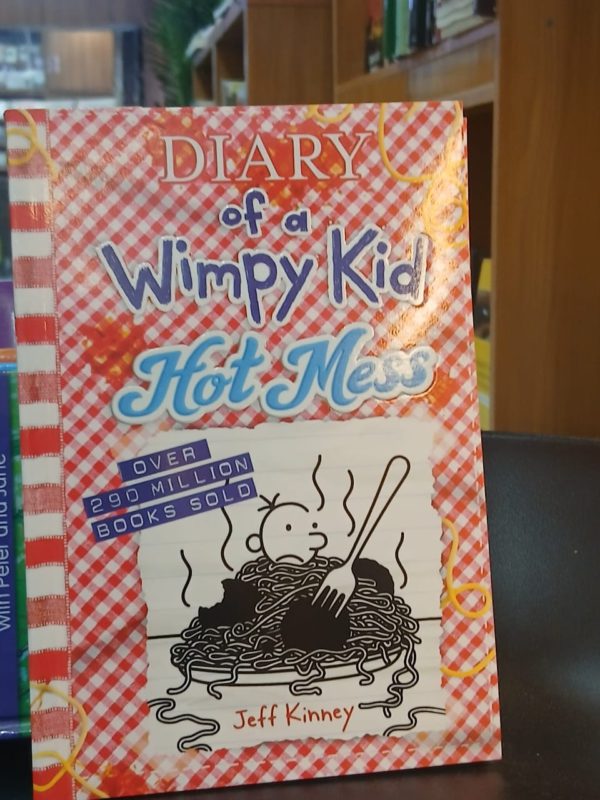 DIARY
of a
Wimpy Kid
Hot Mess
OVER
290 MILLION
BOOKS SOLD
Jeff Kinney
With Peter and Jane